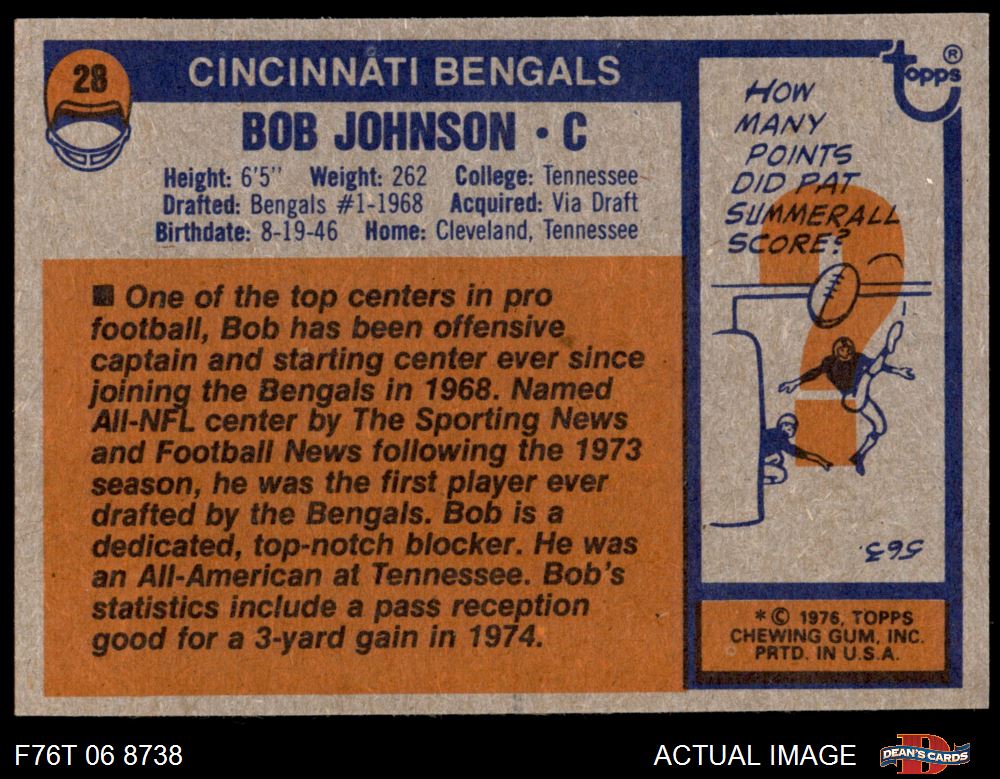 28
CINCINNATI BENGALS
BOB JOHNSON • C
Height: 6'5" Weight: 262 College: Tennessee
Drafted: Bengals #1-1968 Acquired: Via Draft
Birthdate: 8-19-46 Home: Cleveland, Tennessee
■ One of the top centers in pro
football, Bob has been offensive
captain and starting center ever since
joining the Bengals in 1968. Named
All-NFL center by The Sporting News
and Football News following the 1973
season, he was the first player ever
drafted by the Bengals. Bob is a
dedicated, top-notch blocker. He was
an All-American at Tennessee. Bob's
statistics include a pass reception
good for a 3-yard gain in 1974.
topps®
HOW
MANY
POINTS
DID PAT
SUMMERALL
SCORE?
?
563.
*© 1976, TOPPS
CHEWING GUM, INC.
PRTD. IN U.S.A.
F76T 06 8738
ACTUAL IMAGE
DEAN'S CARDS